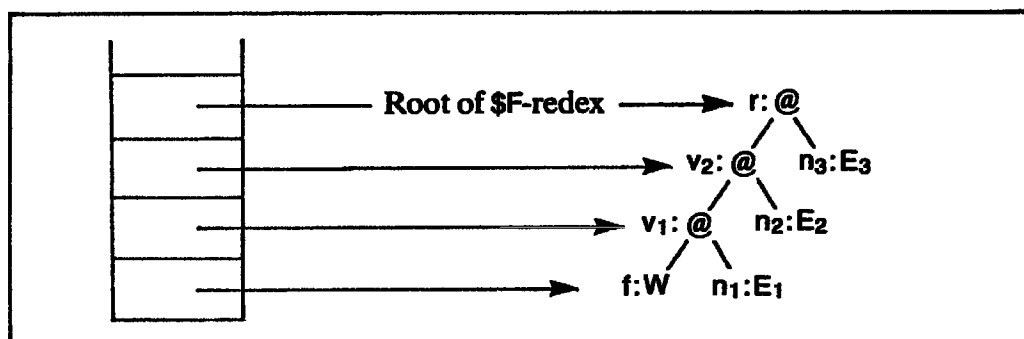 Root of $F-redex r: @
v2: @ n3:E3
v1: @ n2:E2
f:W n1:E1